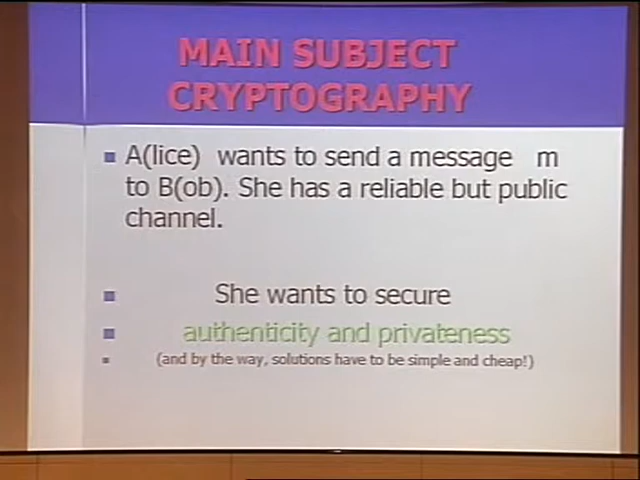 MAIN SUBJECT
CRYPTOGRAPHY
A(lice) wants to send a message m
to B(ob). She has a reliable but public
channel.
She wants to secure
authenticity and privateness
(and by the way, solutions have to be simple and cheap!)